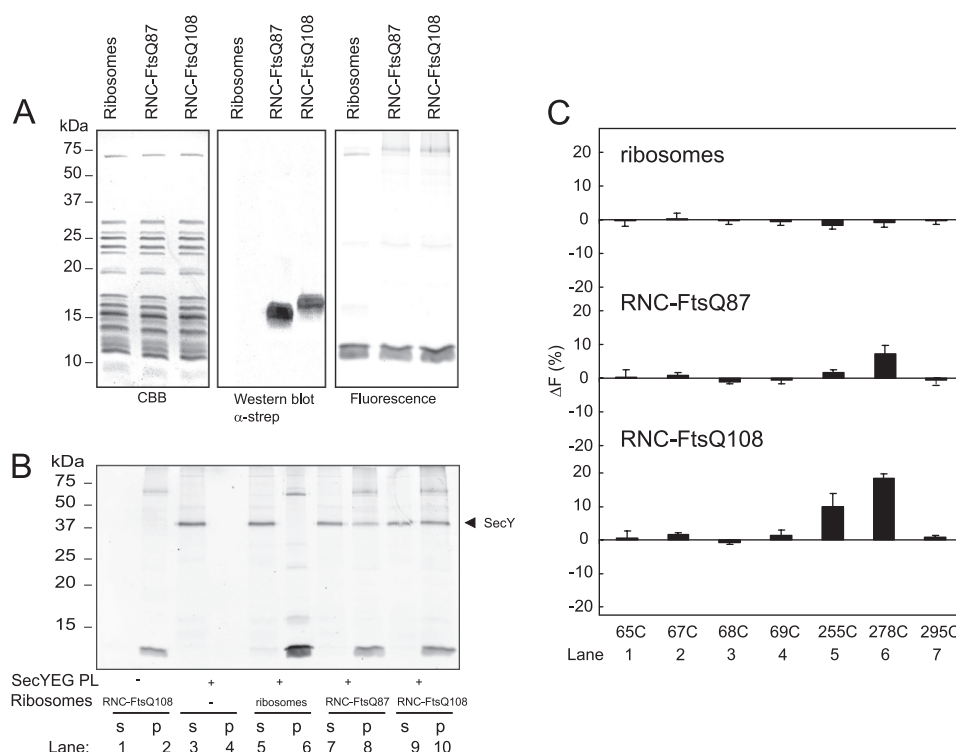 A
Ribosomes
RNC-FtsQ87
RNC-FtsQ108
Ribosomes
RNC-FtsQ87
RNC-FtsQ108
Ribosomes
RNC-FtsQ87
RNC-FtsQ108
kDa
75
50
37
25
20
15
10
CBB
Western blot
α-strep
Fluorescence
B
kDa
75
50
37
25
20
15
SecY
SecYEG PL - + + + +
Ribosomes RNC-FtsQ108 - ribosomes RNC-FtsQ87 RNC-FtsQ108
s p s p s p s p s p
Lane: 1 2 3 4 5 6 7 8 9 10
C
ribosomes
20
10
0
-10
-20
RNC-FtsQ87
20
10
0
-10
-20
RNC-FtsQ108
20
10
0
-10
-20
ΔF (%)
65C 67C 68C 69C 255C 278C 295C
Lane 1 2 3 4 5 6 7